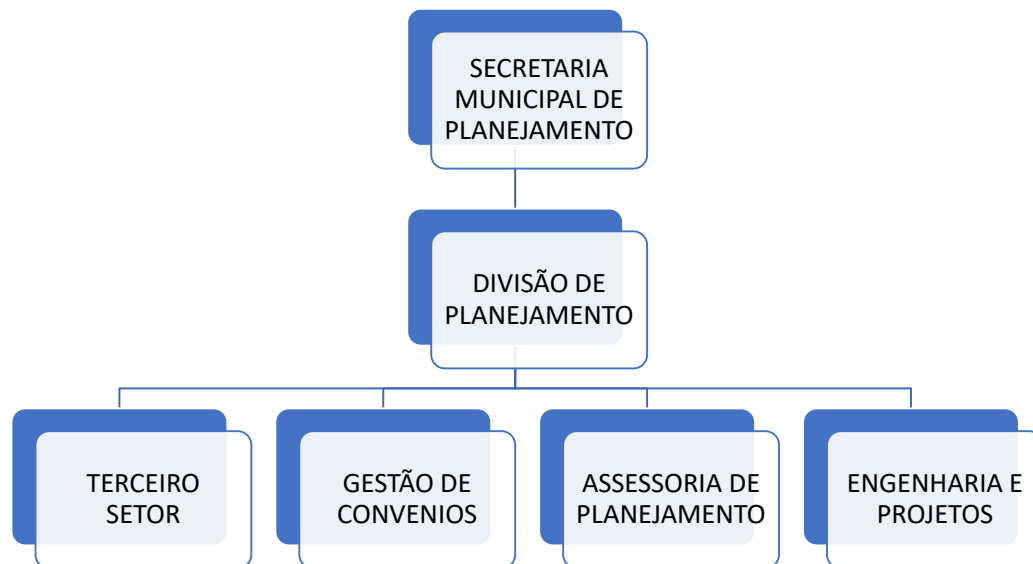 SECRETARIA
MUNICIPAL DE
PLANEJAMENTO
DIVISÃO DE
PLANEJAMENTO
TERCEIRO
SETOR
GESTÃO DE
CONVENIOS
ASSESSORIA DE
PLANEJAMENTO
ENGENHARIA E
PROJETOS